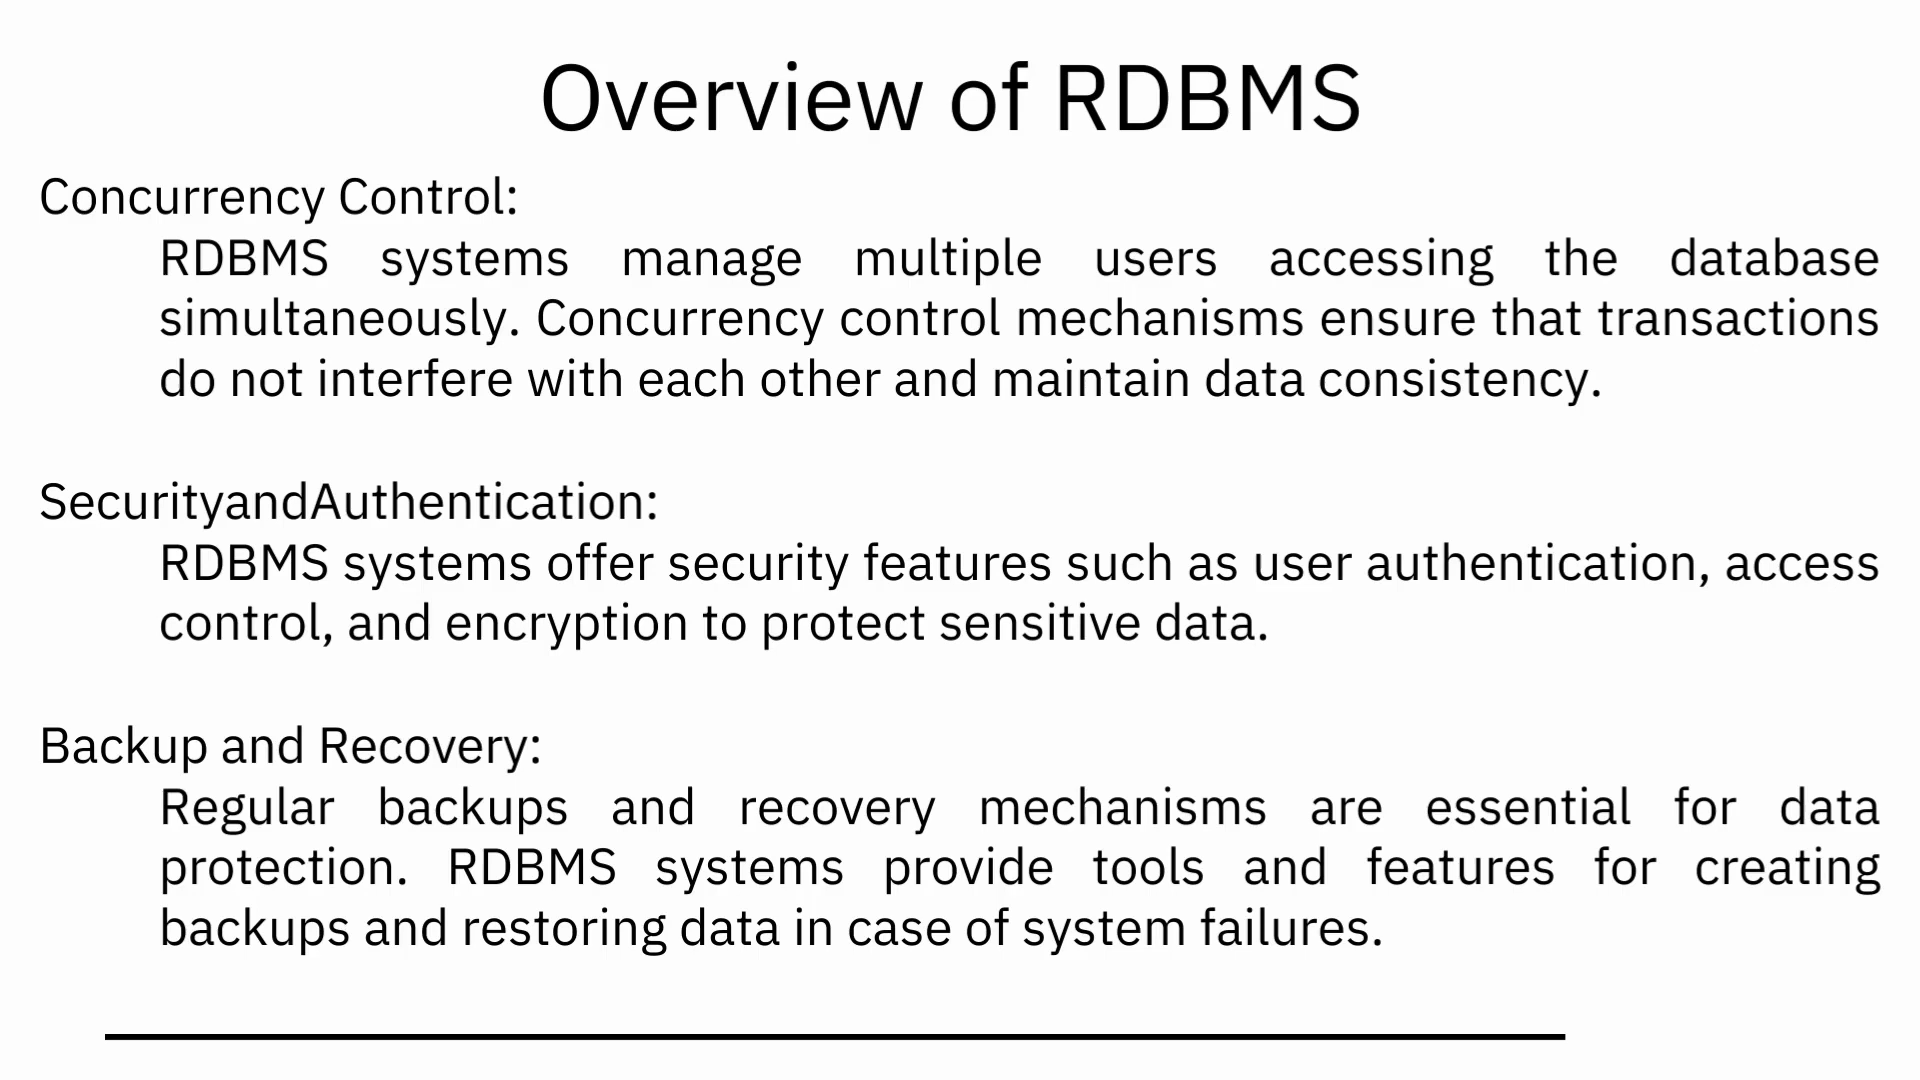 Overview of RDBMS
Concurrency Control:
RDBMS systems manage multiple users accessing the database
simultaneously. Concurrency control mechanisms ensure that transactions
do not interfere with each other and maintain data consistency.
SecurityandAuthentication:
RDBMS systems offer security features such as user authentication, access
control, and encryption to protect sensitive data.
Backup and Recovery:
Regular backups and recovery mechanisms are essential for data
protection. RDBMS systems provide tools and features for creating
backups and restoring data in case of system failures.